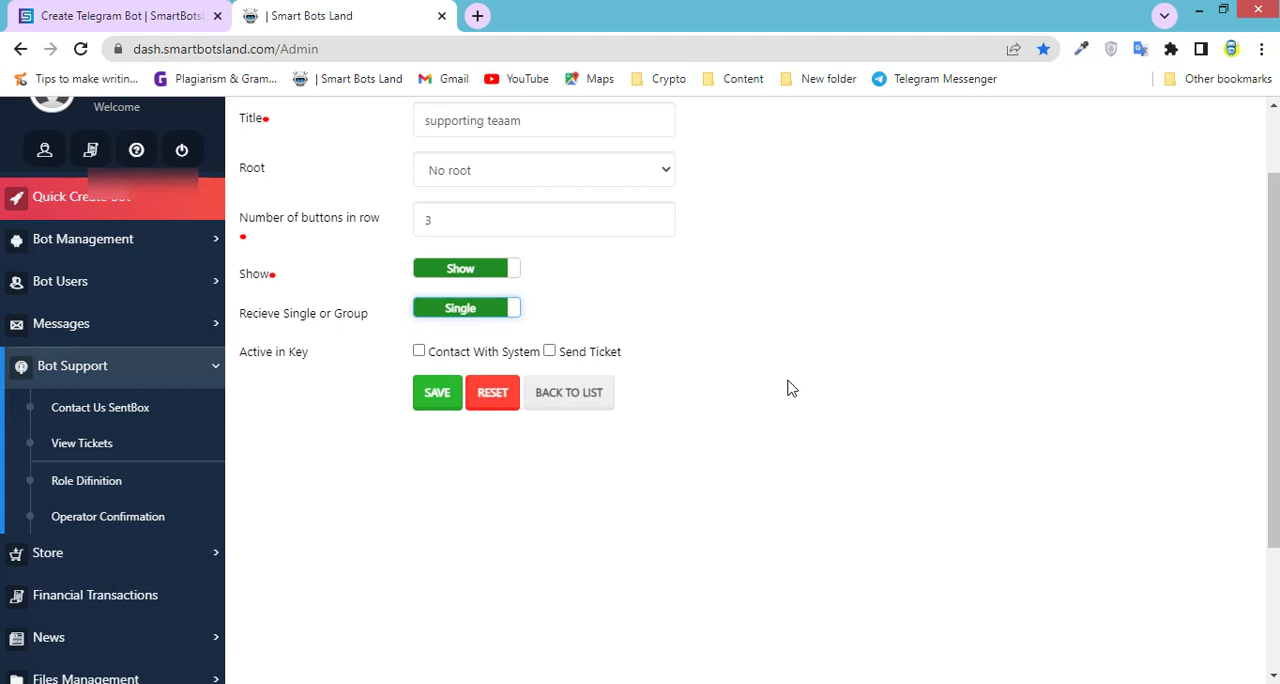 Create Telegram Bot | SmartBots
| Smart Bots Land
dash.smartbotsland.com/Admin
Tips to make writin...
Plagiarism & Gram...
| Smart Bots Land
Gmail
YouTube
Maps
Crypto
Content
New folder
Telegram Messenger
Other bookmarks
Welcome
Quick Create Bot
Bot Management
Bot Users
Messages
Bot Support
Contact Us SentBox
View Tickets
Role Difinition
Operator Confirmation
Store
Financial Transactions
News
Files Management
Title
supporting teaam
Root
No root
Number of buttons in row
3
Show
Show
Recieve Single or Group
Single
Active in Key
Contact With System
Send Ticket
SAVE
RESET
BACK TO LIST